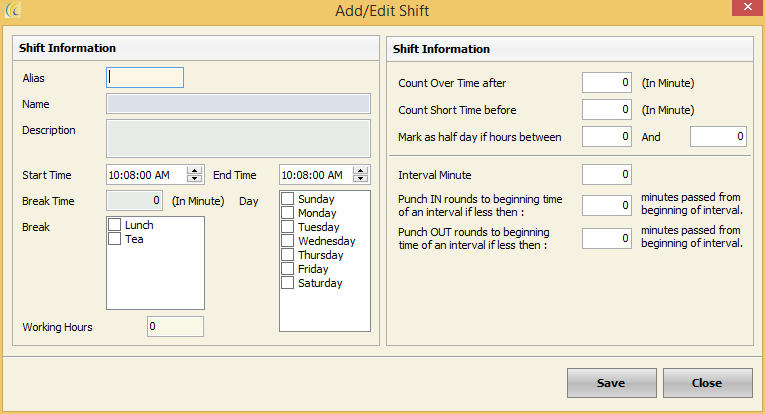 Add/Edit Shift
Shift Information
Alias
Name
Description
Start Time 10:08:00 AM End Time 10:08:00 AM
Break Time 0 (In Minute) Day
Sunday
Monday
Tuesday
Wednesday
Thursday
Friday
Saturday
Break
Lunch
Tea
Working Hours 0
Shift Information
Count Over Time after 0 (In Minute)
Count Short Time before 0 (In Minute)
Mark as half day if hours between 0 And 0
Interval Minute 0
Punch IN rounds to beginning time
of an interval if less then :
0
minutes passed from
beginning of interval.
Punch OUT rounds to beginning
time of an interval if less then :
0
minutes passed from
beginning of interval.
Save Close